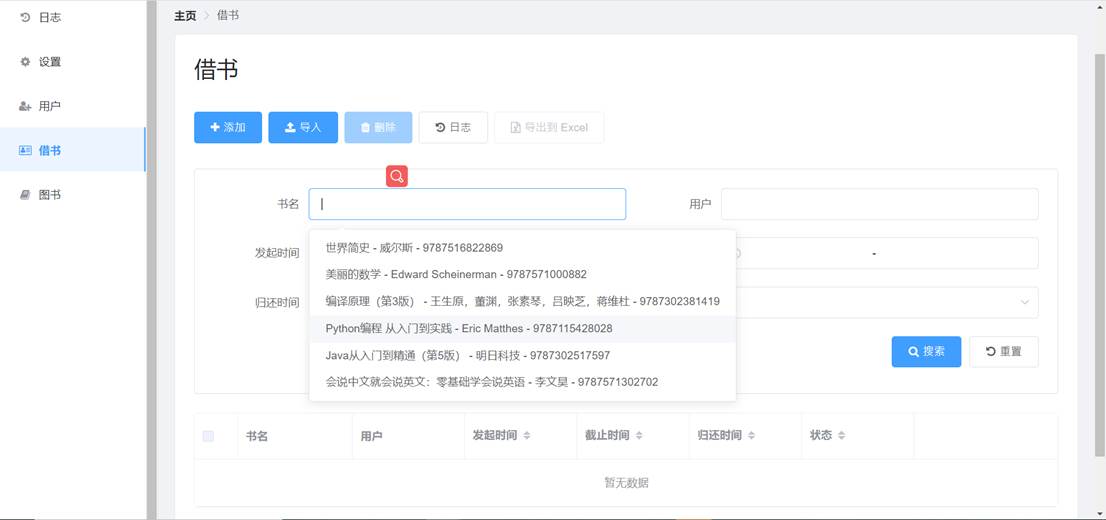 日志
设置
用户
借书
图书
主页 借书
借书
添加 导入 删除 日志 导出到 Excel
书名 用户
发起时间 -
归还时间
世界简史 - 威尔斯 - 9787516822869
美丽的数学 - Edward Scheinerman - 9787571000882
编译原理（第3版） - 王生原，董渊，张素琴，吕映芝，蒋维杜 - 9787302381419
Python编程 从入门到实践 - Eric Matthes - 9787115428028
Java从入门到精通（第5版） - 明日科技 - 9787302517597
会说中文就会说英文：零基础学会说英语 - 李文昊 - 9787571302702
搜索 重置
书名 用户 发起时间 截止时间 归还时间 状态
暂无数据